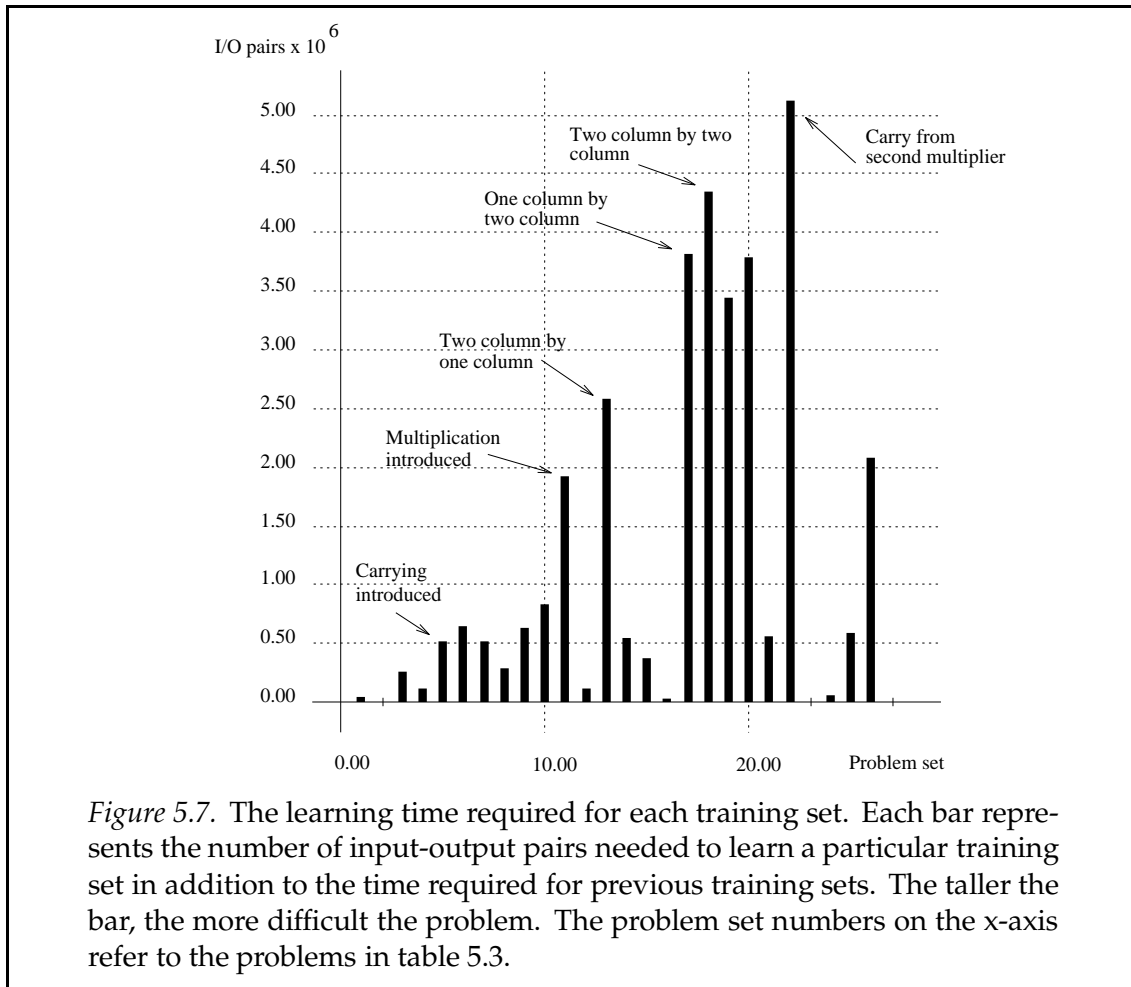 I/O pairs x 10 6
5.00
4.50
4.00
3.50
3.00
2.50
2.00
1.50
1.00
0.50
0.00
Carry from
second multiplier
Two column by two
column
One column by
two column
Two column by
one column
Multiplication
introduced
Carrying
introduced
0.00 10.00 20.00 Problem set
Figure 5.7. The learning time required for each training set. Each bar repre-
sents the number of input-output pairs needed to learn a particular training
set in addition to the time required for previous training sets. The taller the
bar, the more difficult the problem. The problem set numbers on the x-axis
refer to the problems in table 5.3.